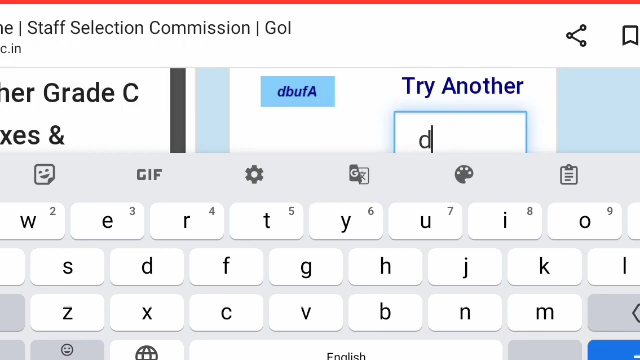 ne | Staff Selection Commission | GoI
c.in
her Grade C
xes &
dbufA
Try Another
d
GIF
w 2 e 3 r 4 t 5 y 6 u 7 i 8 o 9
s d f g h j k l
z x c v b n m
English